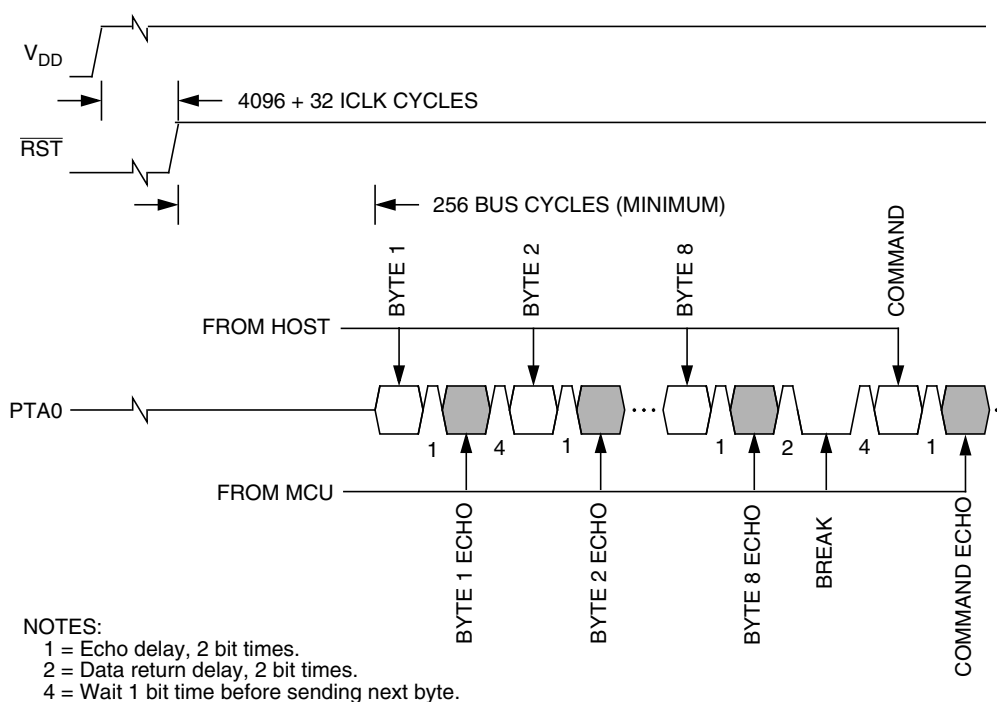 VDD
4096 + 32 ICLK CYCLES
RST
256 BUS CYCLES (MINIMUM)
BYTE 1
BYTE 2
BYTE 8
COMMAND
FROM HOST
PTA0
1
4
1
1
2
4
1
FROM MCU
BYTE 1 ECHO
BYTE 2 ECHO
BYTE 8 ECHO
BREAK
COMMAND ECHO
NOTES:
1 = Echo delay, 2 bit times.
2 = Data return delay, 2 bit times.
4 = Wait 1 bit time before sending next byte.